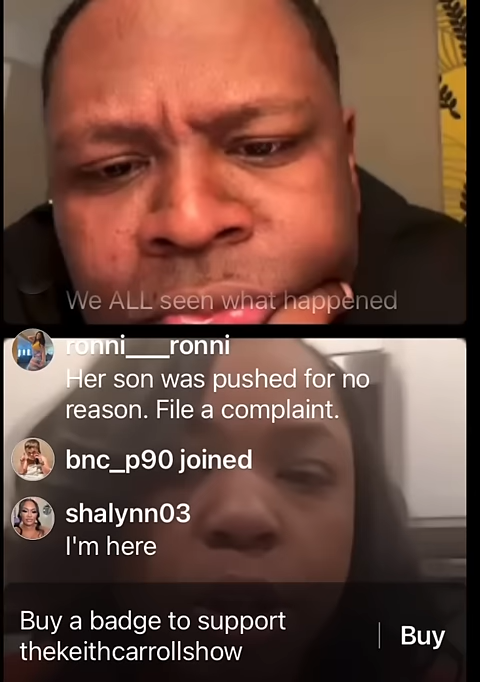 We ALL seen what happened
ronni___ronni
Her son was pushed for no
reason. File a complaint.
bnc_p90 joined
shalynn03
I'm here
Buy a badge to support
thekeithcarrollshow
Buy